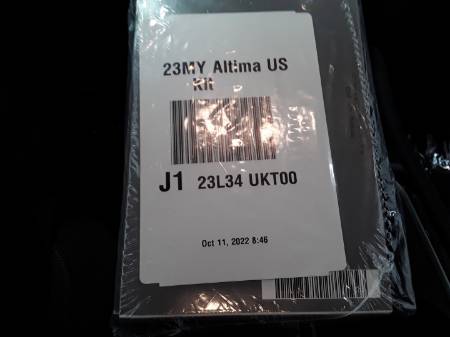 23MY Altima US
Kit
J1 23L34 UKT00
Oct 11, 2022 8:46